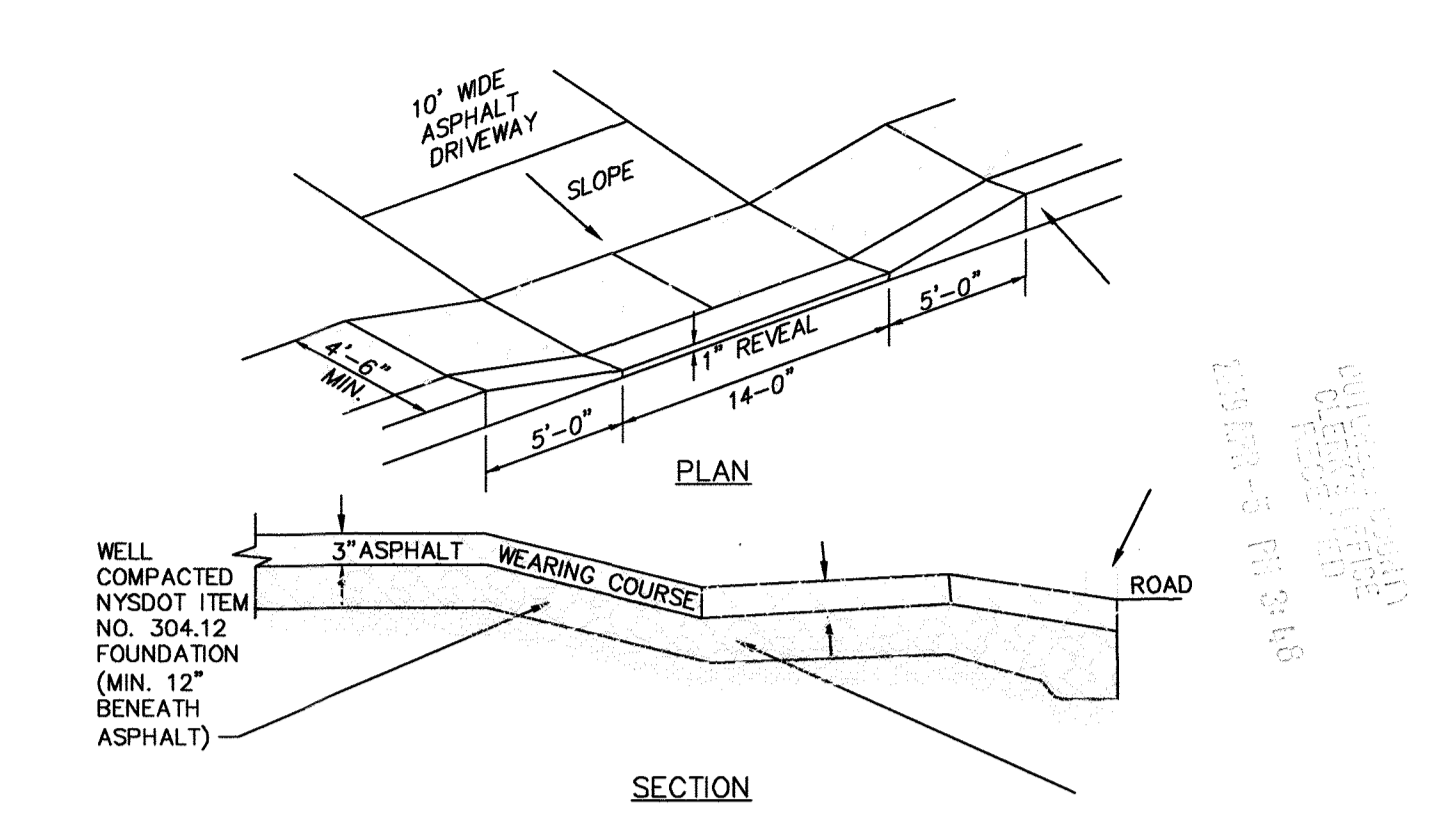 10' WIDE
ASPHALT
DRIVEWAY
SLOPE
4'-6"
MIN.
5'-0"
1" REVEAL
14-0"
5'-0"
PLAN
WELL
COMPACTED
NYSDOT ITEM
NO. 304.12
FOUNDATION
(MIN. 12"
BENEATH
ASPHALT)
3" ASPHALT
WEARING COURSE
ROAD
SECTION